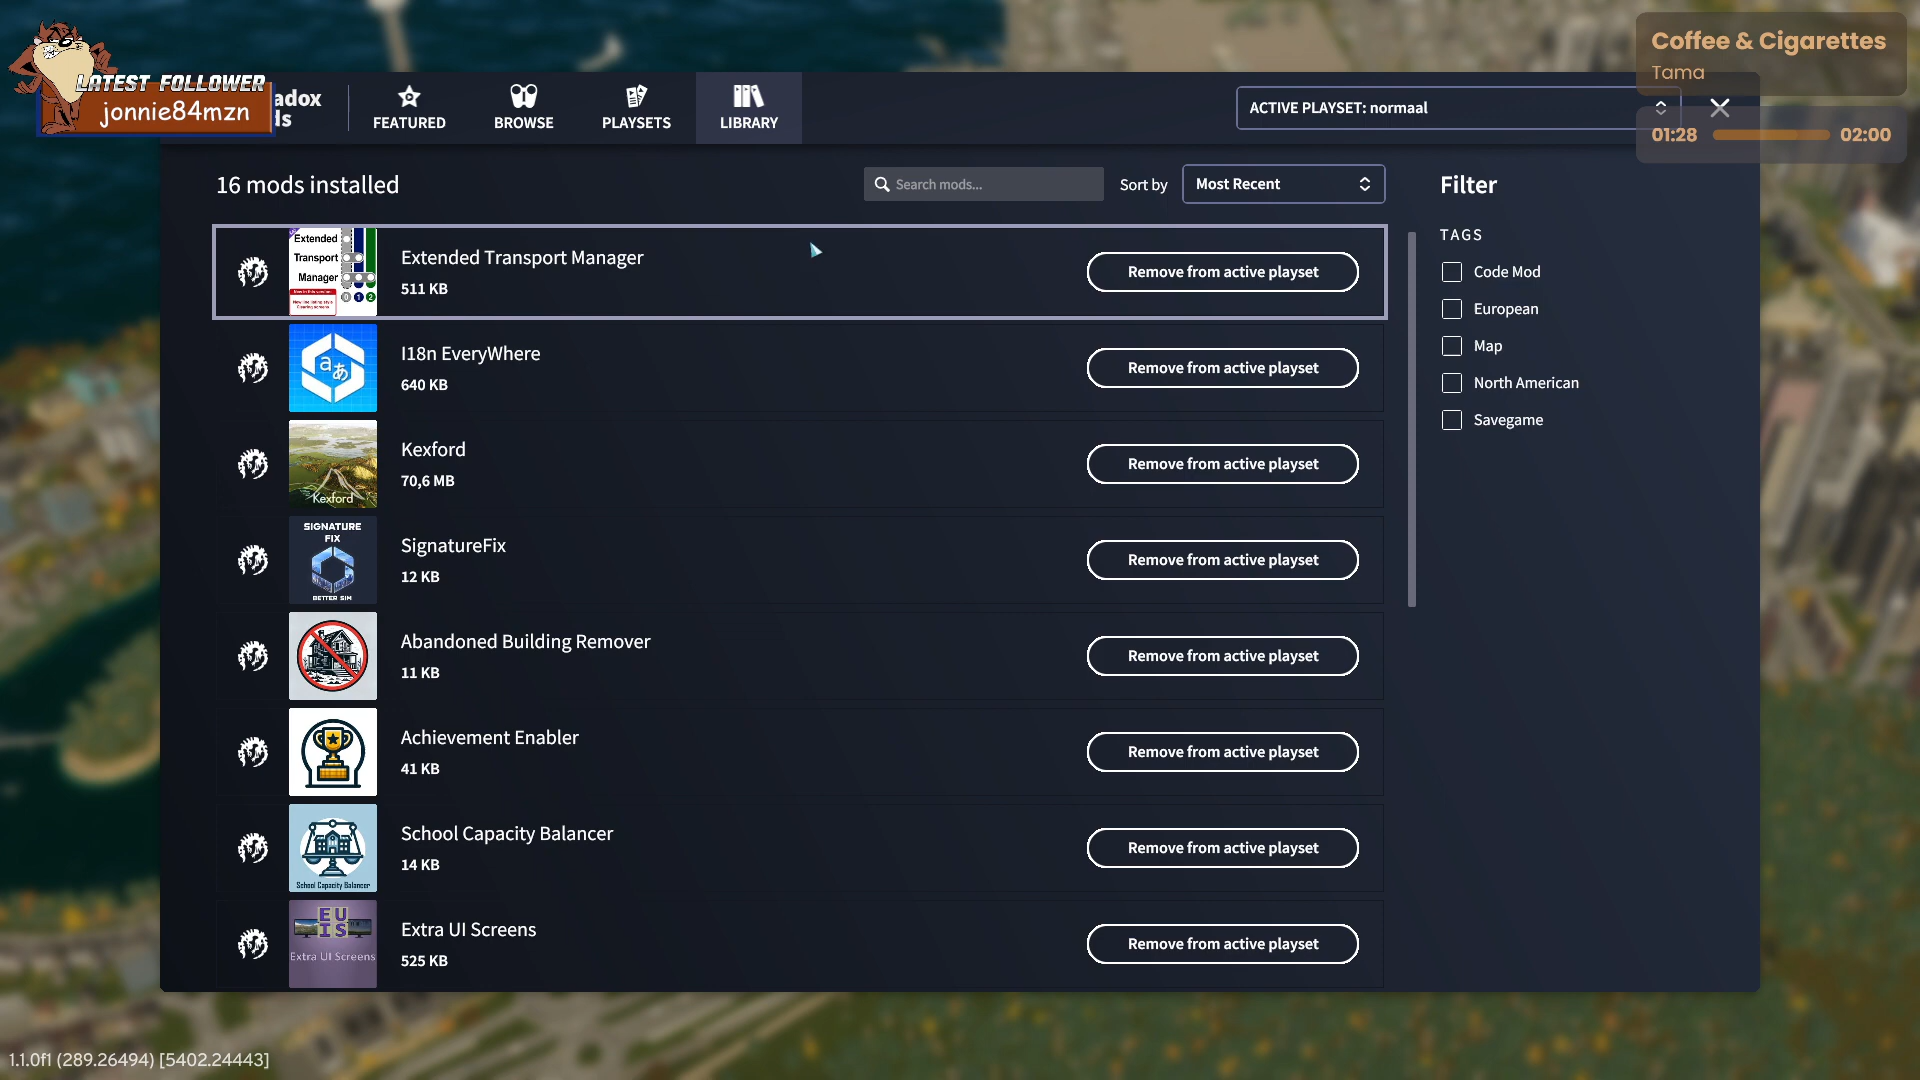 LATEST FOLLOWER
jonnie84mzn
adox
ds
FEATURED
BROWSE
PLAYSETS
LIBRARY
ACTIVE PLAYSET: normaal
Coffee & Cigarettes
Tama
01:28
02:00
16 mods installed
Search mods...
Sort by
Most Recent
Filter
TAGS
Code Mod
European
Map
North American
Savegame
Extended
Transport
Manager
0 1 2
Extended Transport Manager
511 KB
Remove from active playset
I18n EveryWhere
640 KB
Remove from active playset
Kexford
Kexford
70,6 MB
Remove from active playset
SIGNATURE
FIX
BETTER SIM
SignatureFix
12 KB
Remove from active playset
Abandoned Building Remover
11 KB
Remove from active playset
Achievement Enabler
41 KB
Remove from active playset
School Capacity Balancer
School Capacity Balancer
14 KB
Remove from active playset
EU
IS
Extra UI Screens
Extra UI Screens
525 KB
Remove from active playset
1.1.0f1 (289.26494) [5402.24443]